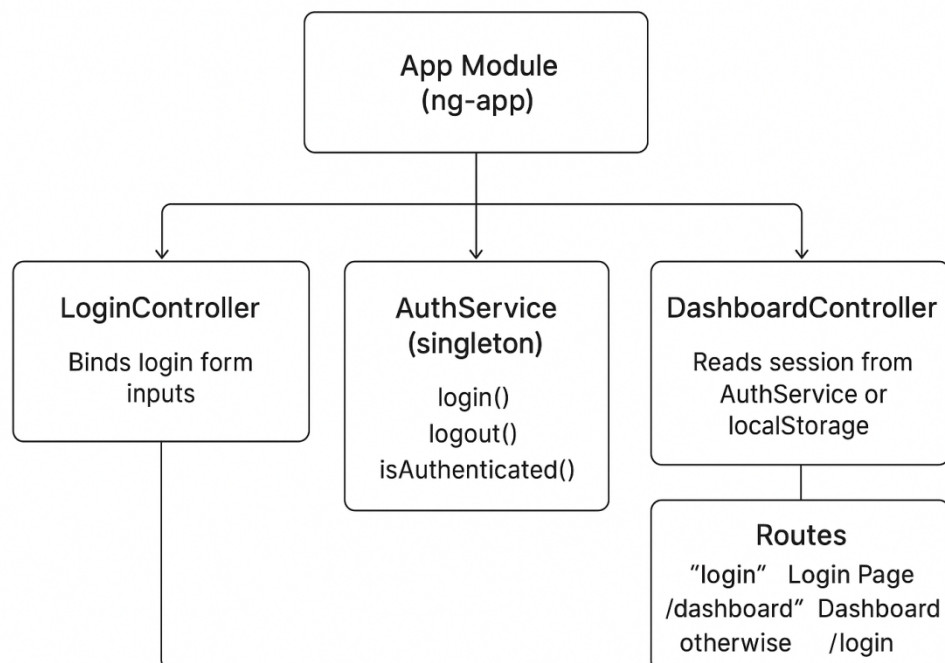 App Module
(ng-app)
LoginController
Binds login form
inputs
AuthService
(singleton)
login()
logout()
isAuthenticated()
DashboardController
Reads session from
AuthService or
localStorage
Routes
“login” Login Page
/dashboard” Dashboard
otherwise /login